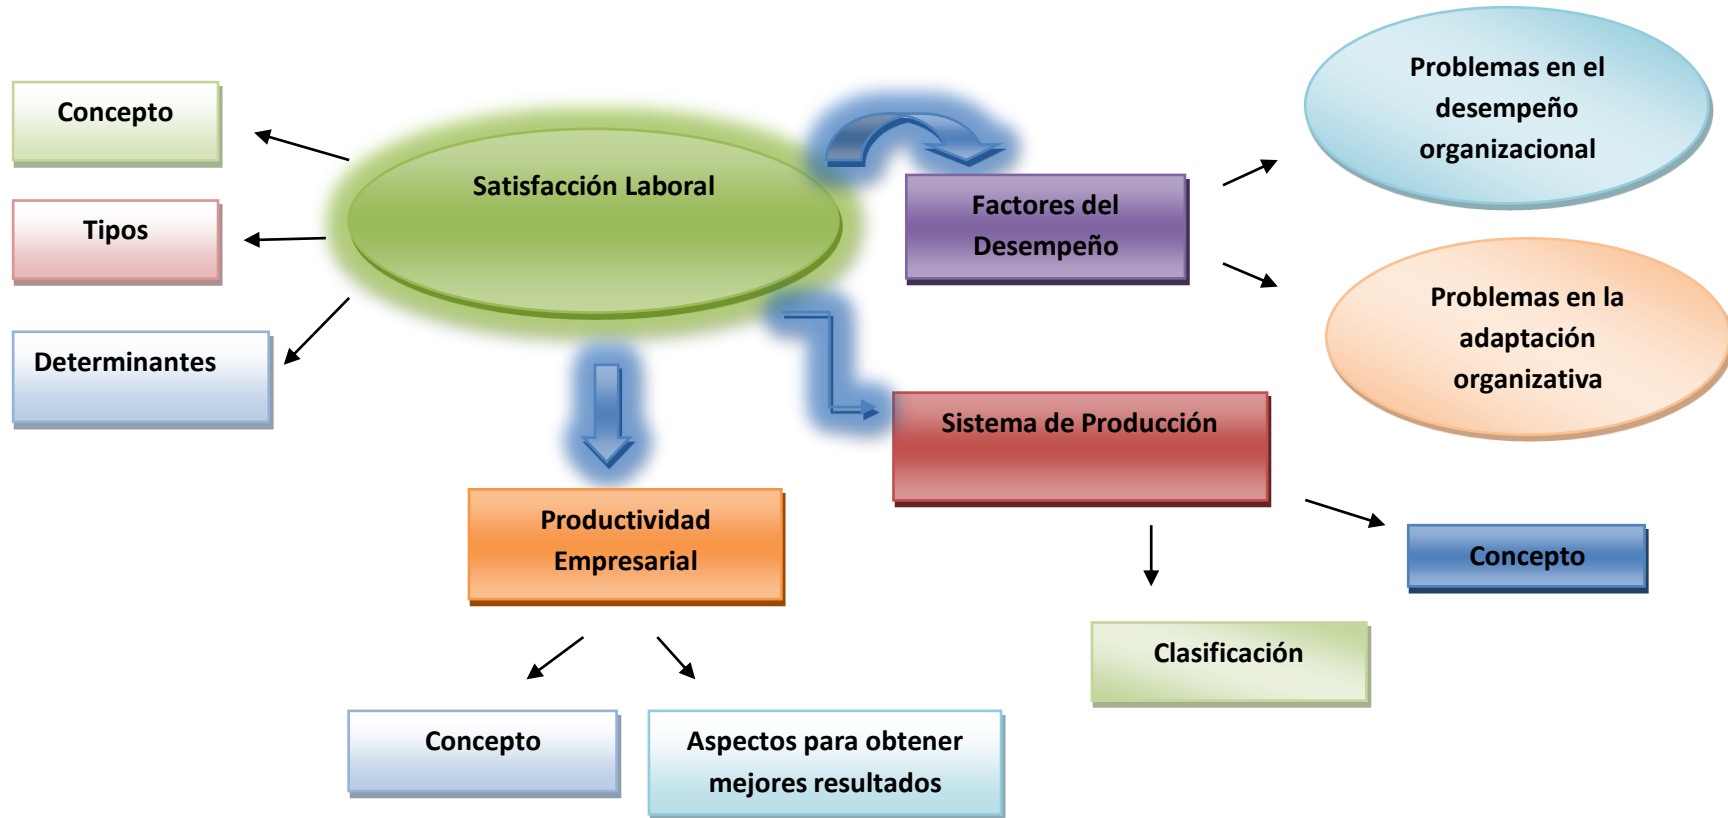 Concepto
Tipos
Determinantes
Satisfacción Laboral
Factores del
Desempeño
Problemas en el
desempeño
organizacional
Problemas en la
adaptación
organizativa
Sistema de Producción
Concepto
Clasificación
Productividad
Empresarial
Concepto
Aspectos para obtener
mejores resultados